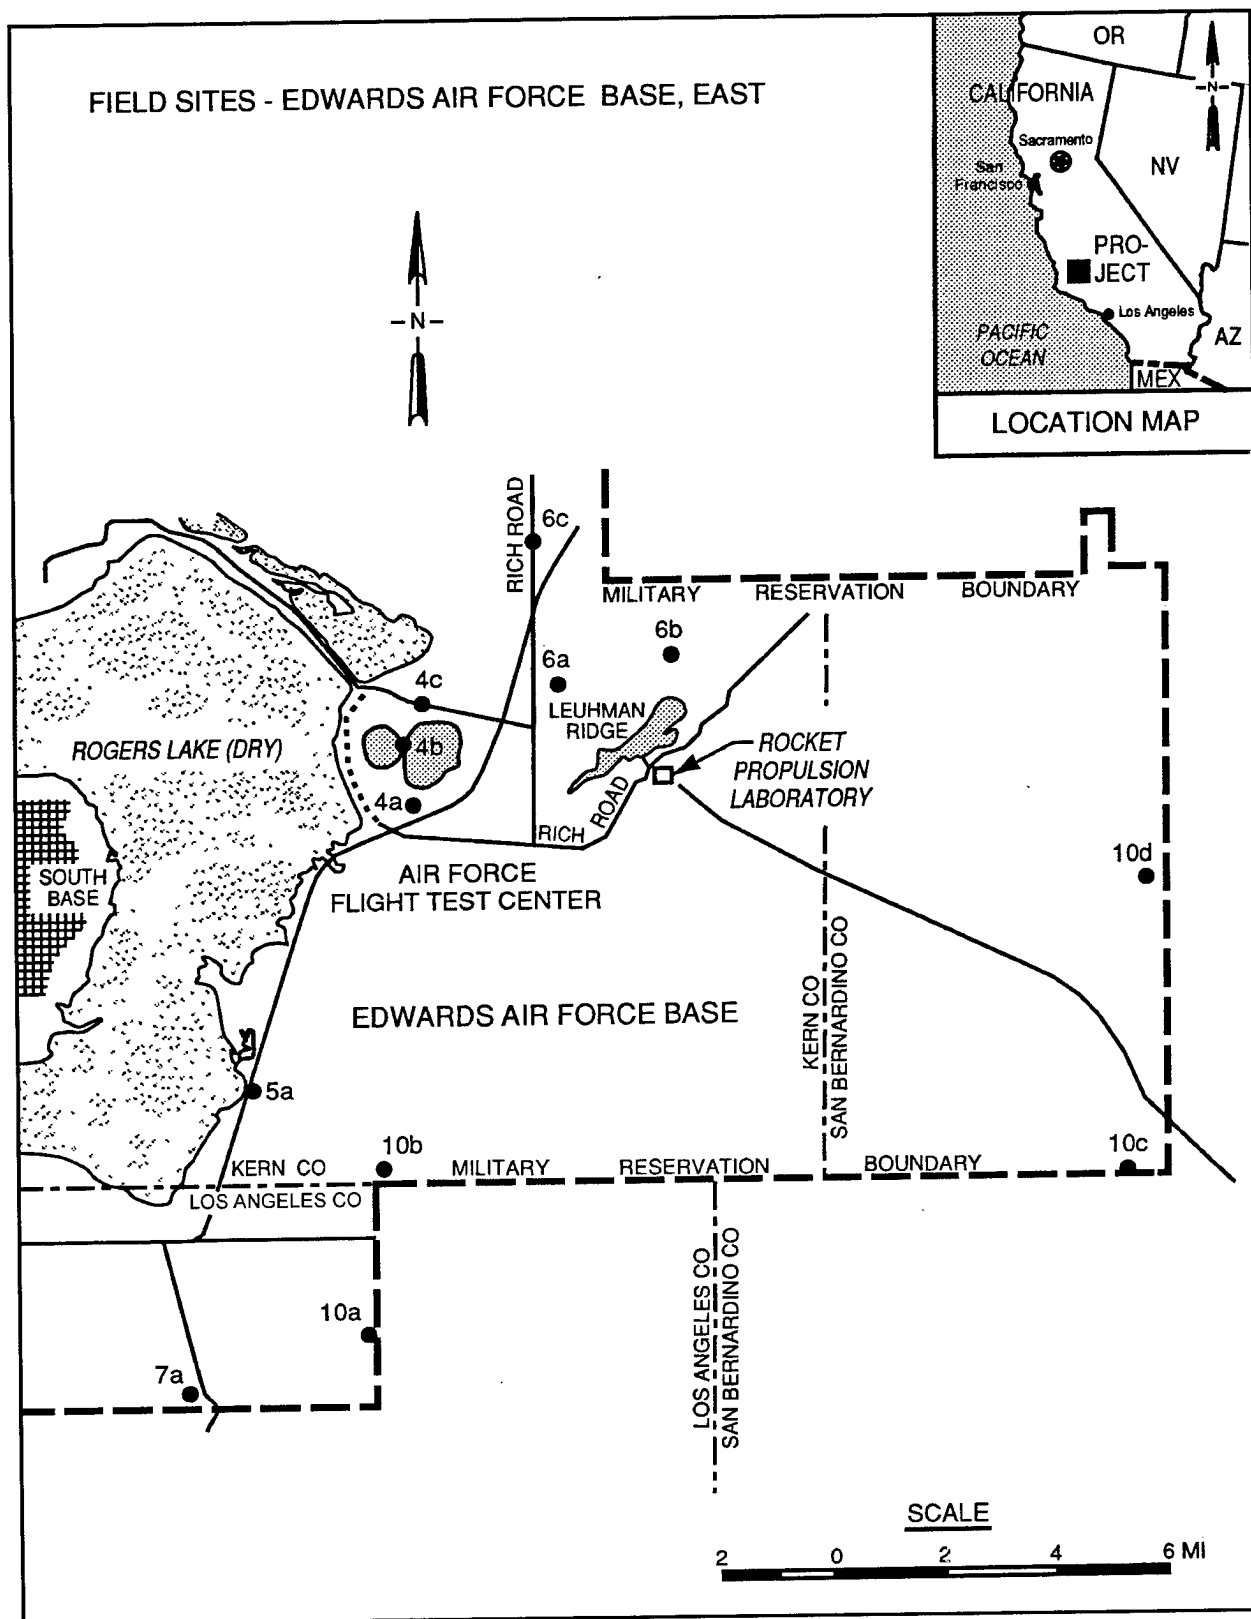 FIELD SITES - EDWARDS AIR FORCE BASE, EAST
OR
CALIFORNIA
-N-
Sacramento
San
Francisco
NV
PRO-
JECT
Los Angeles
PACIFIC
OCEAN
AZ
MEX
LOCATION MAP
-N-
RICH ROAD
6c
MILITARY RESERVATION BOUNDARY
6b
6a
4c
LEUHMAN
RIDGE
ROGERS LAKE (DRY)
4b
ROCKET
PROPULSION
LABORATORY
4a
RICH ROAD
SOUTH
BASE
AIR FORCE
FLIGHT TEST CENTER
10d
EDWARDS AIR FORCE BASE
KERN CO
SAN BERNARDINO CO
5a
10b
10c
KERN CO
MILITARY RESERVATION BOUNDARY
LOS ANGELES CO
LOS ANGELES CO
SAN BERNARDINO CO
10a
7a
SCALE
2 0 2 4 6 MI